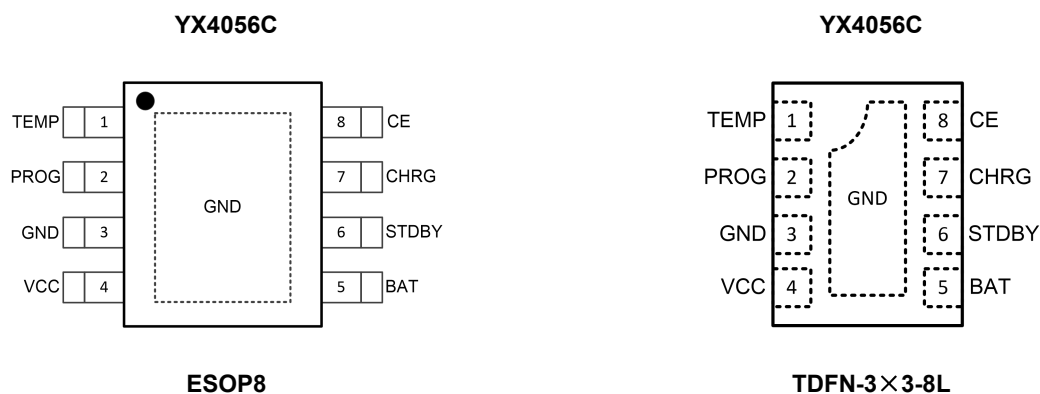 YX4056C
TEMP 1 8 CE
PROG 2 7 CHRG
GND
GND 3 6 STDBY
VCC 4 5 BAT
ESOP8
YX4056C
TEMP 1 8 CE
PROG 2 7 CHRG
GND
GND 3 6 STDBY
VCC 4 5 BAT
TDFN-3×3-8L